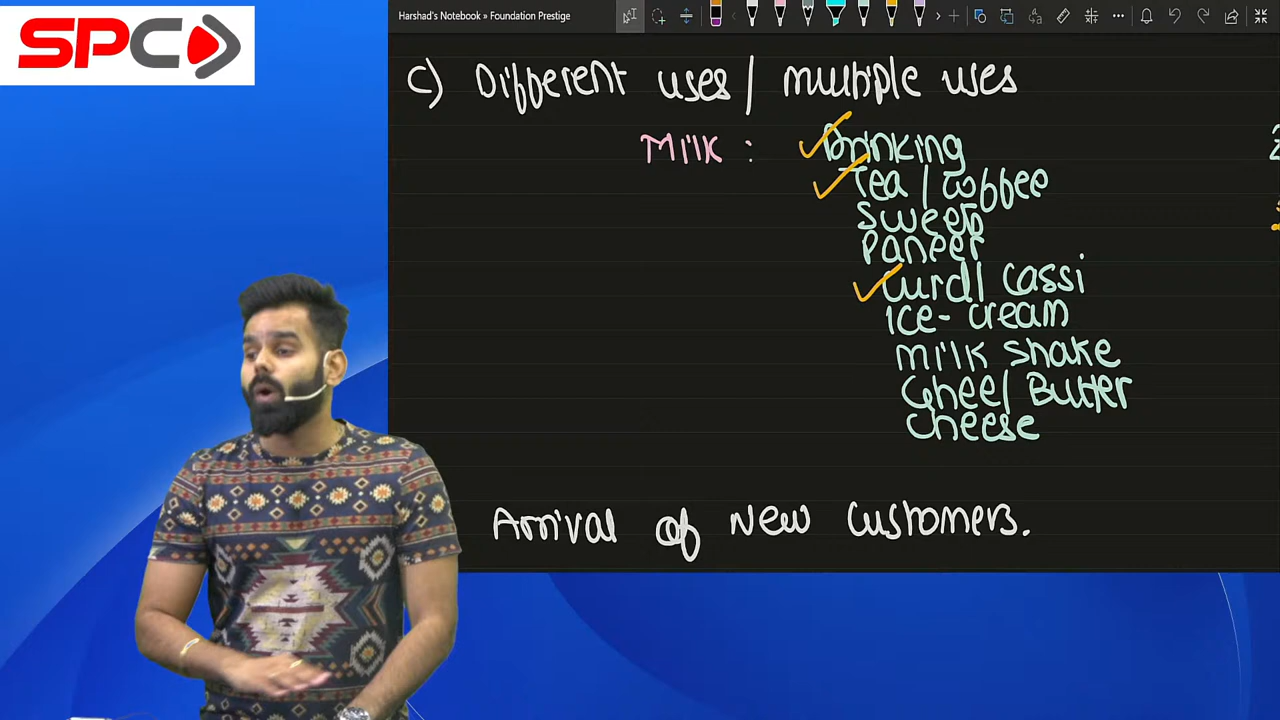 SPC
Harshad's Notebook » Foundation Prestige
c) Different uses / multiple uses
Milk : Drinking
Tea / Coffee
Sweets
Paneer
Curd / Lassi
Ice-cream
milk shake
Ghee / Butter
cheese
Arrival of New Customers.